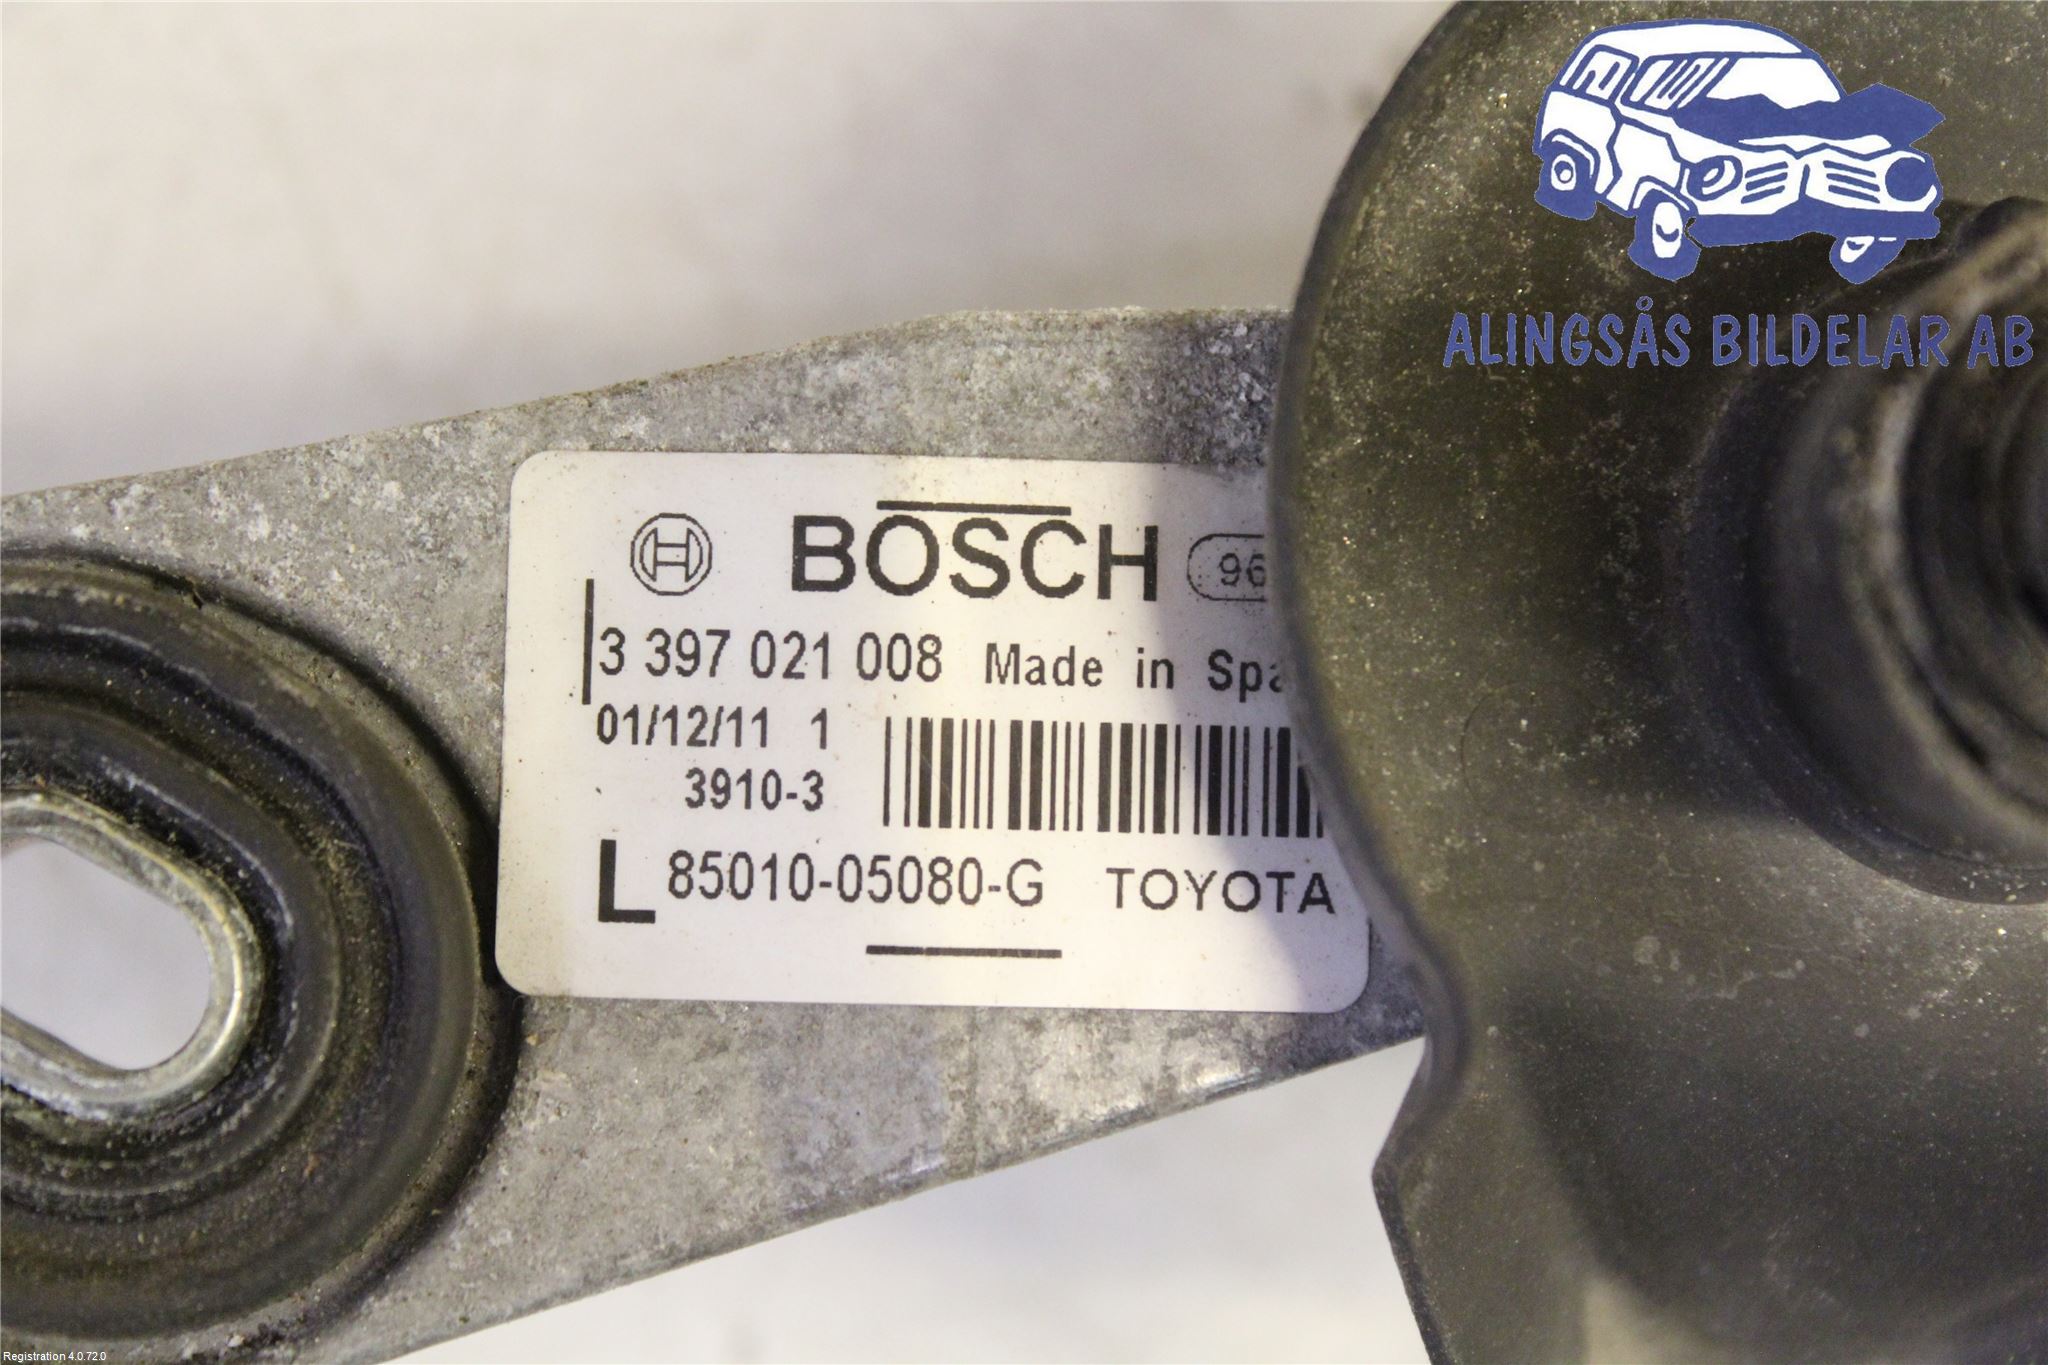 ALINGSÅS BILDELAR AB
BOSCH 96
3 397 021 008 Made in
01/12/11 1
3910-3
L 85010-05080-G TOYOTA
Registration 4.0.72.0